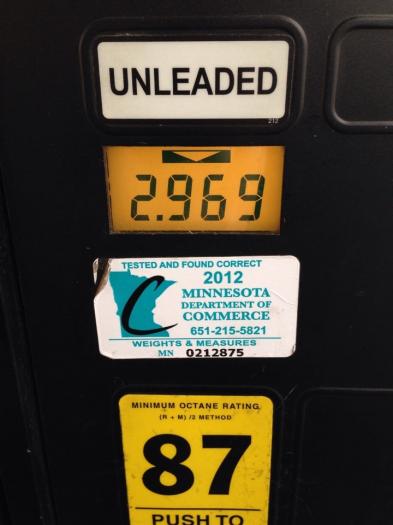 UNLEADED
212
2.969
TESTED AND FOUND CORRECT
2012
MINNESOTA
DEPARTMENT OF
COMMERCE
651-215-5821
WEIGHTS & MEASURES
MN 0212875
C
MINIMUM OCTANE RATING
(R + M) /2 METHOD
87
PUSH TO